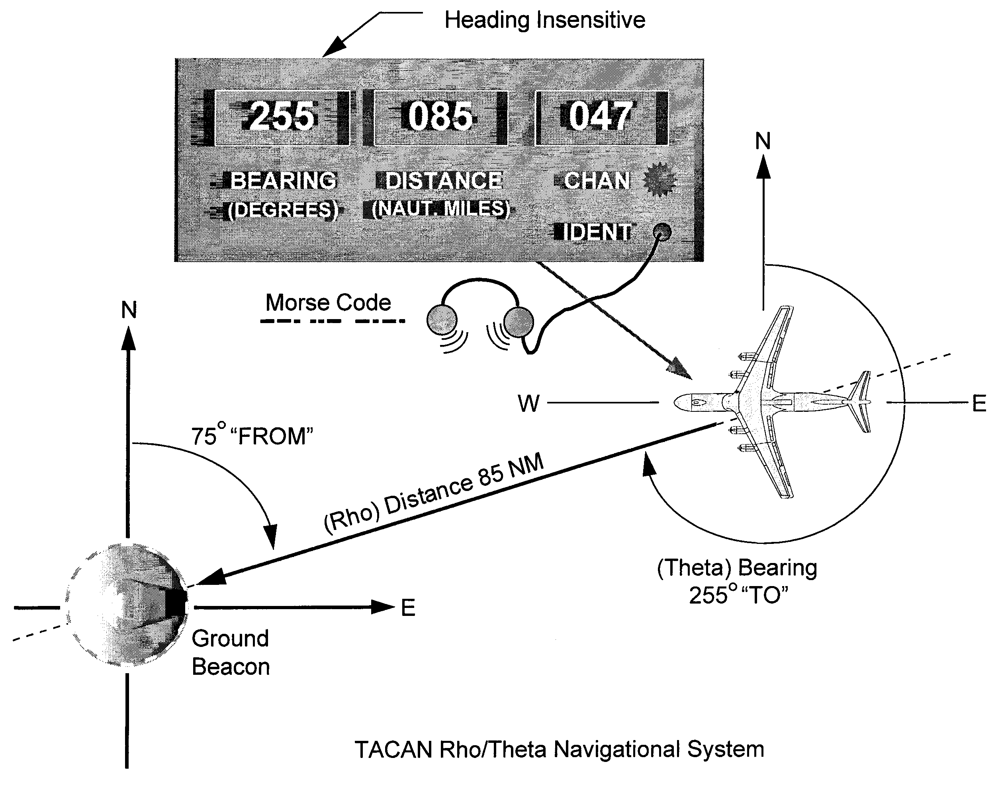 Heading Insensitive
255 085 047
BEARING DISTANCE CHAN
(DEGREES) (NAUT. MILES)
IDENT
N
Morse Code
N
W
E
75° “FROM”
(Rho) Distance 85 NM
(Theta) Bearing
255° “TO”
E
Ground
Beacon
TACAN Rho/Theta Navigational System